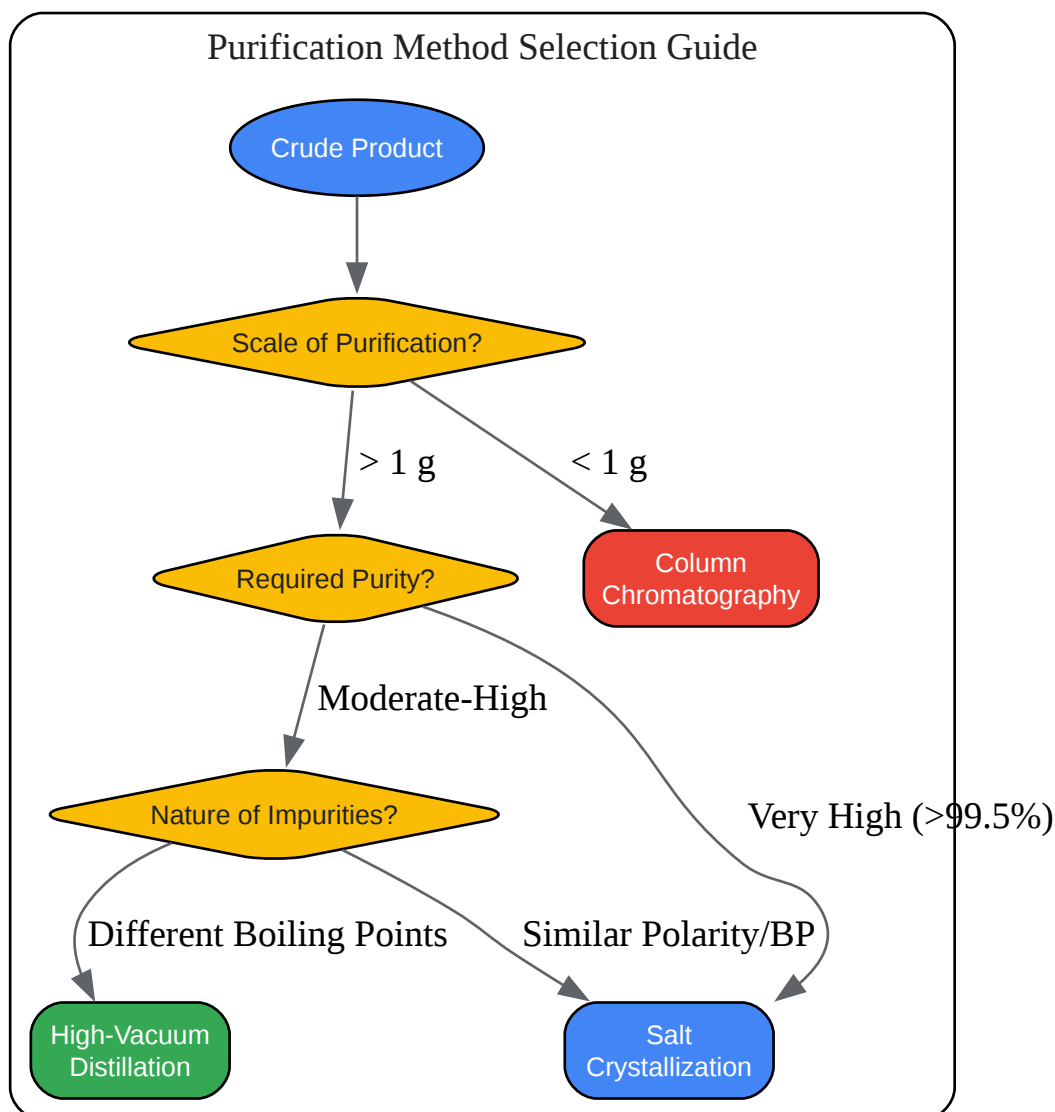 Purification Method Selection Guide
Crude Product
Scale of Purification?
> 1 g
< 1 g
Column
Chromatography
Required Purity?
Moderate-High
Nature of Impurities?
Very High (>99.5%)
Different Boiling Points
Similar Polarity/BP
High-Vacuum
Distillation
Salt
Crystallization